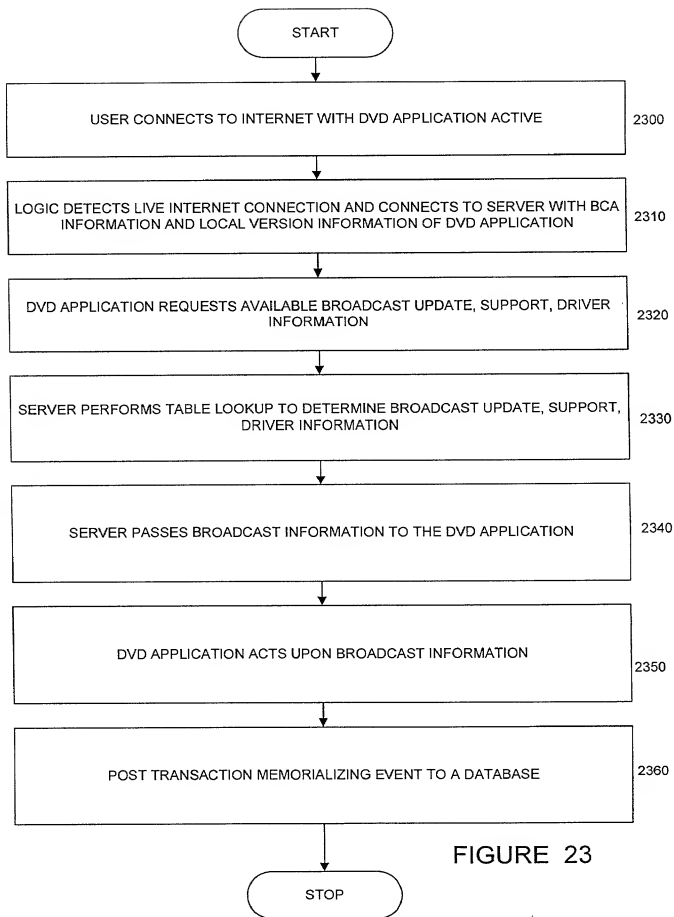 START
USER CONNECTS TO INTERNET WITH DVD APPLICATION ACTIVE
2300
LOGIC DETECTS LIVE INTERNET CONNECTION AND CONNECTS TO SERVER WITH BCA
INFORMATION AND LOCAL VERSION INFORMATION OF DVD APPLICATION
2310
DVD APPLICATION REQUESTS AVAILABLE BROADCAST UPDATE, SUPPORT, DRIVER
INFORMATION
2320
SERVER PERFORMS TABLE LOOKUP TO DETERMINE BROADCAST UPDATE, SUPPORT,
DRIVER INFORMATION
2330
SERVER PASSES BROADCAST INFORMATION TO THE DVD APPLICATION
2340
DVD APPLICATION ACTS UPON BROADCAST INFORMATION
2350
POST TRANSACTION MEMORIALIZING EVENT TO A DATABASE
2360
FIGURE 23
STOP